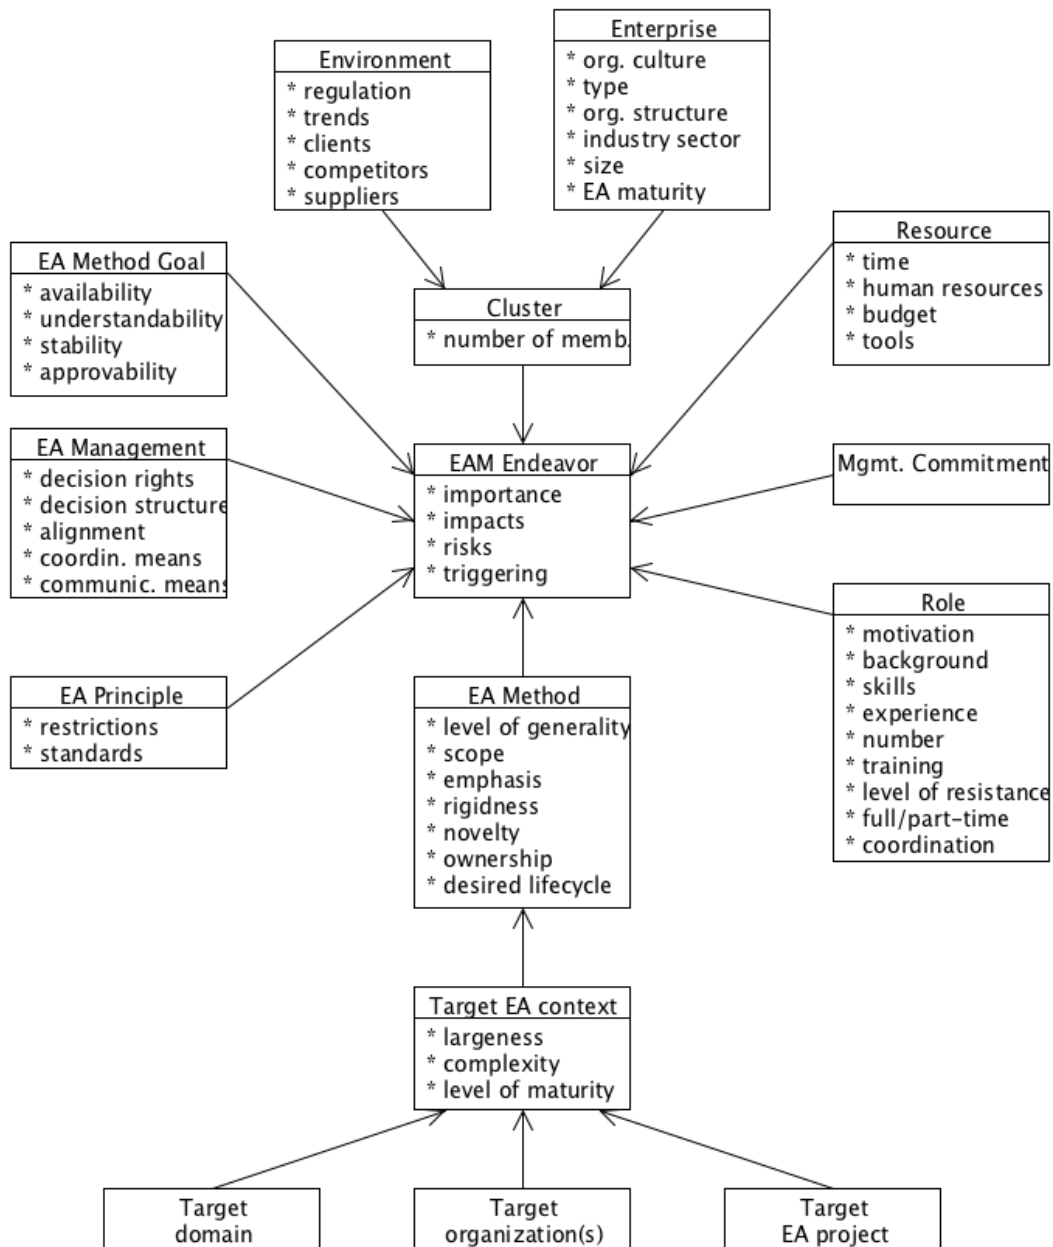 Enterprise
* org. culture
* type
* org. structure
* industry sector
* size
* EA maturity
Environment
* regulation
* trends
* clients
* competitors
* suppliers
Resource
* time
* human resources
* budget
* tools
EA Method Goal
* availability
* understandability
* stability
* approvability
Cluster
* number of memb.
EA Management
* decision rights
* decision structure
* alignment
* coordin. means
* communic. means
EAM Endeavor
* importance
* impacts
* risks
* triggering
Mgmt. Commitment
Role
* motivation
* background
* skills
* experience
* number
* training
* level of resistance
* full/part-time
* coordination
EA Principle
* restrictions
* standards
EA Method
* level of generality
* scope
* emphasis
* rigidness
* novelty
* ownership
* desired lifecycle
Target EA context
* largeness
* complexity
* level of maturity
Target
domain
Target
organization(s)
Target
EA project